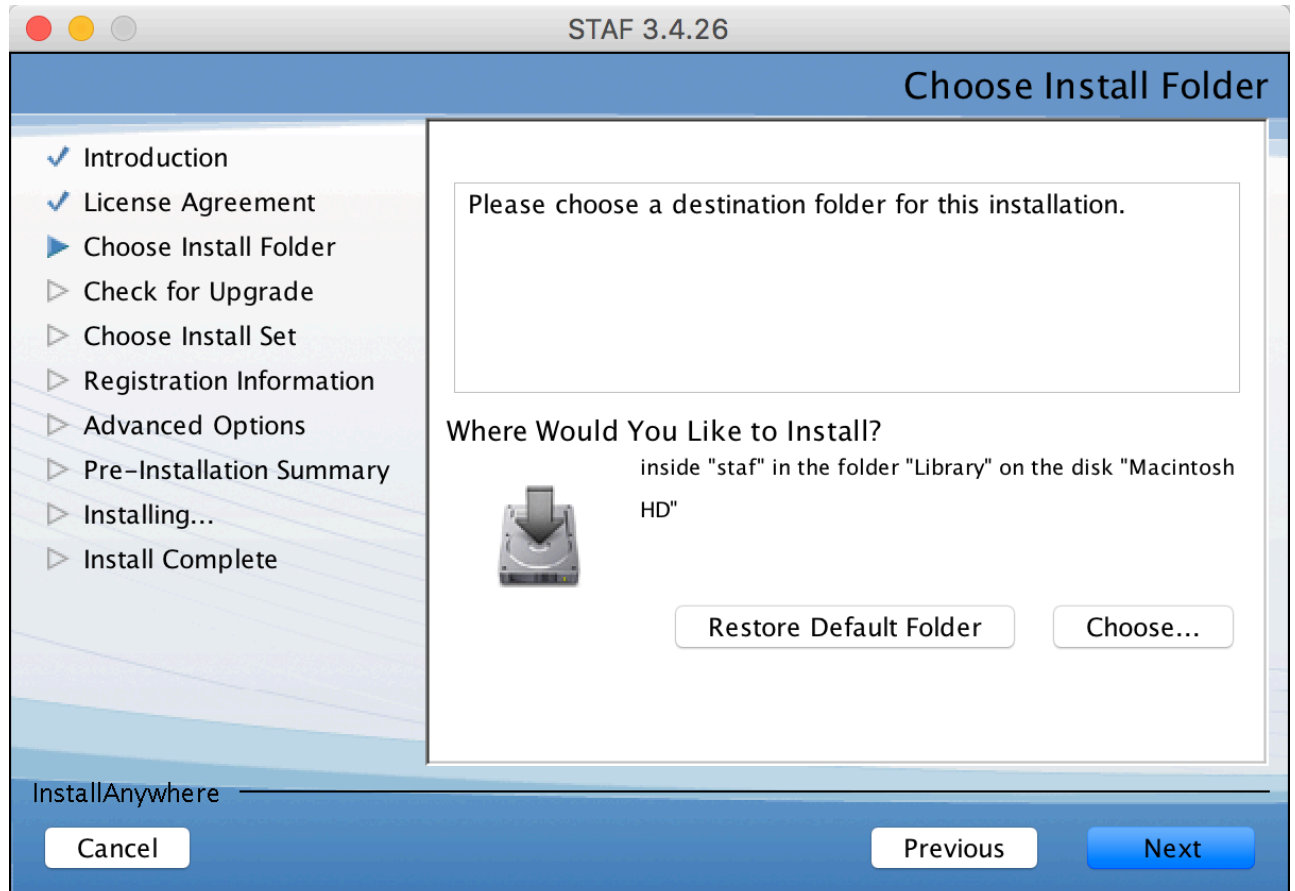 STAF 3.4.26
Choose Install Folder
Introduction
License Agreement
Choose Install Folder
Check for Upgrade
Choose Install Set
Registration Information
Advanced Options
Pre-Installation Summary
Installing...
Install Complete
Please choose a destination folder for this installation.
Where Would You Like to Install?
inside "staf" in the folder "Library" on the disk "Macintosh
HD"
Restore Default Folder
Choose...
InstallAnywhere
Cancel
Previous
Next